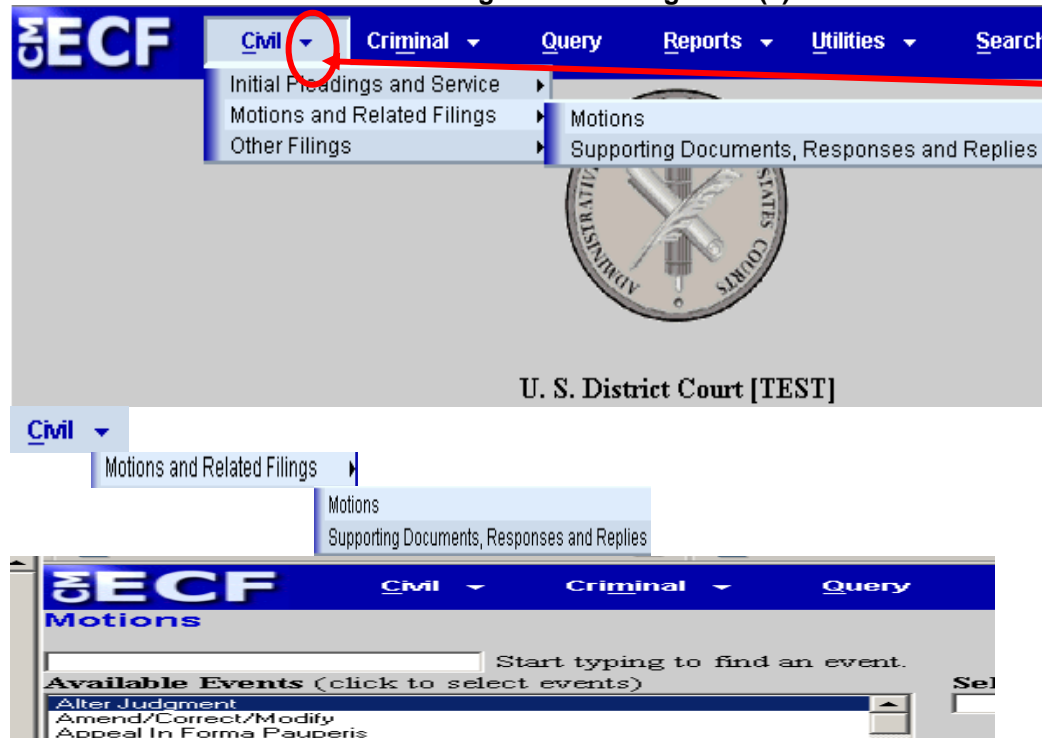 CM ECF Civil Criminal Query Reports Utilities Search
Initial Pleadings and Service
Motions and Related Filings
Other Filings
Motions
Supporting Documents, Responses and Replies
ADMINISTRATIVE STATES COURTS
U. S. District Court [TEST]
Civil
Motions and Related Filings
Motions
Supporting Documents, Responses and Replies
CM ECF Civil Criminal Query
Motions
Start typing to find an event.
Available Events (click to select events)
Alter Judgment
Amend/Correct/Modify
Appeal In Forma Pauperis